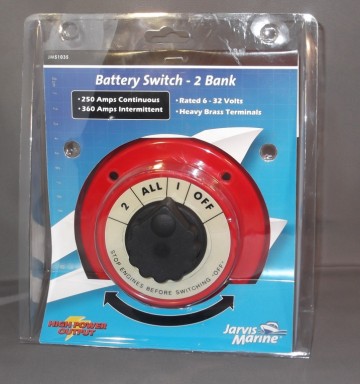 JMS1035
Battery Switch - 2 Bank
• 250 Amps Continuous
• 360 Amps Intermittent
• Rated 6 - 32 Volts
• Heavy Brass Terminals
2 ALL 1 OFF
STOP ENGINES BEFORE SWITCHING "OFF"
HIGH POWER
OUTPUT
Jarvis
Marine